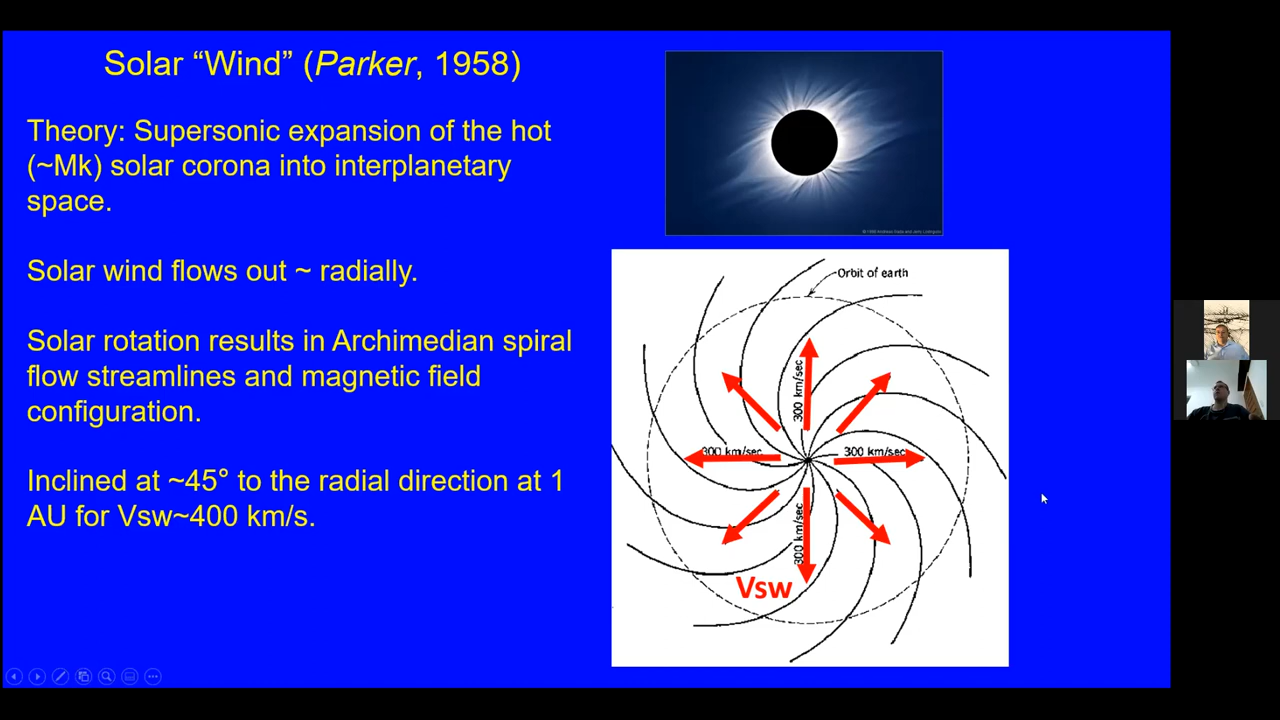 Solar “Wind” (Parker, 1958)
Theory: Supersonic expansion of the hot
(~Mk) solar corona into interplanetary
space.
Solar wind flows out ~ radially.
Solar rotation results in Archimedian spiral
flow streamlines and magnetic field
configuration.
Inclined at ~45° to the radial direction at 1
AU for Vsw~400 km/s.
Orbit of earth
300 km/sec
300 km/sec
300 km/sec
300 km/sec
Vsw